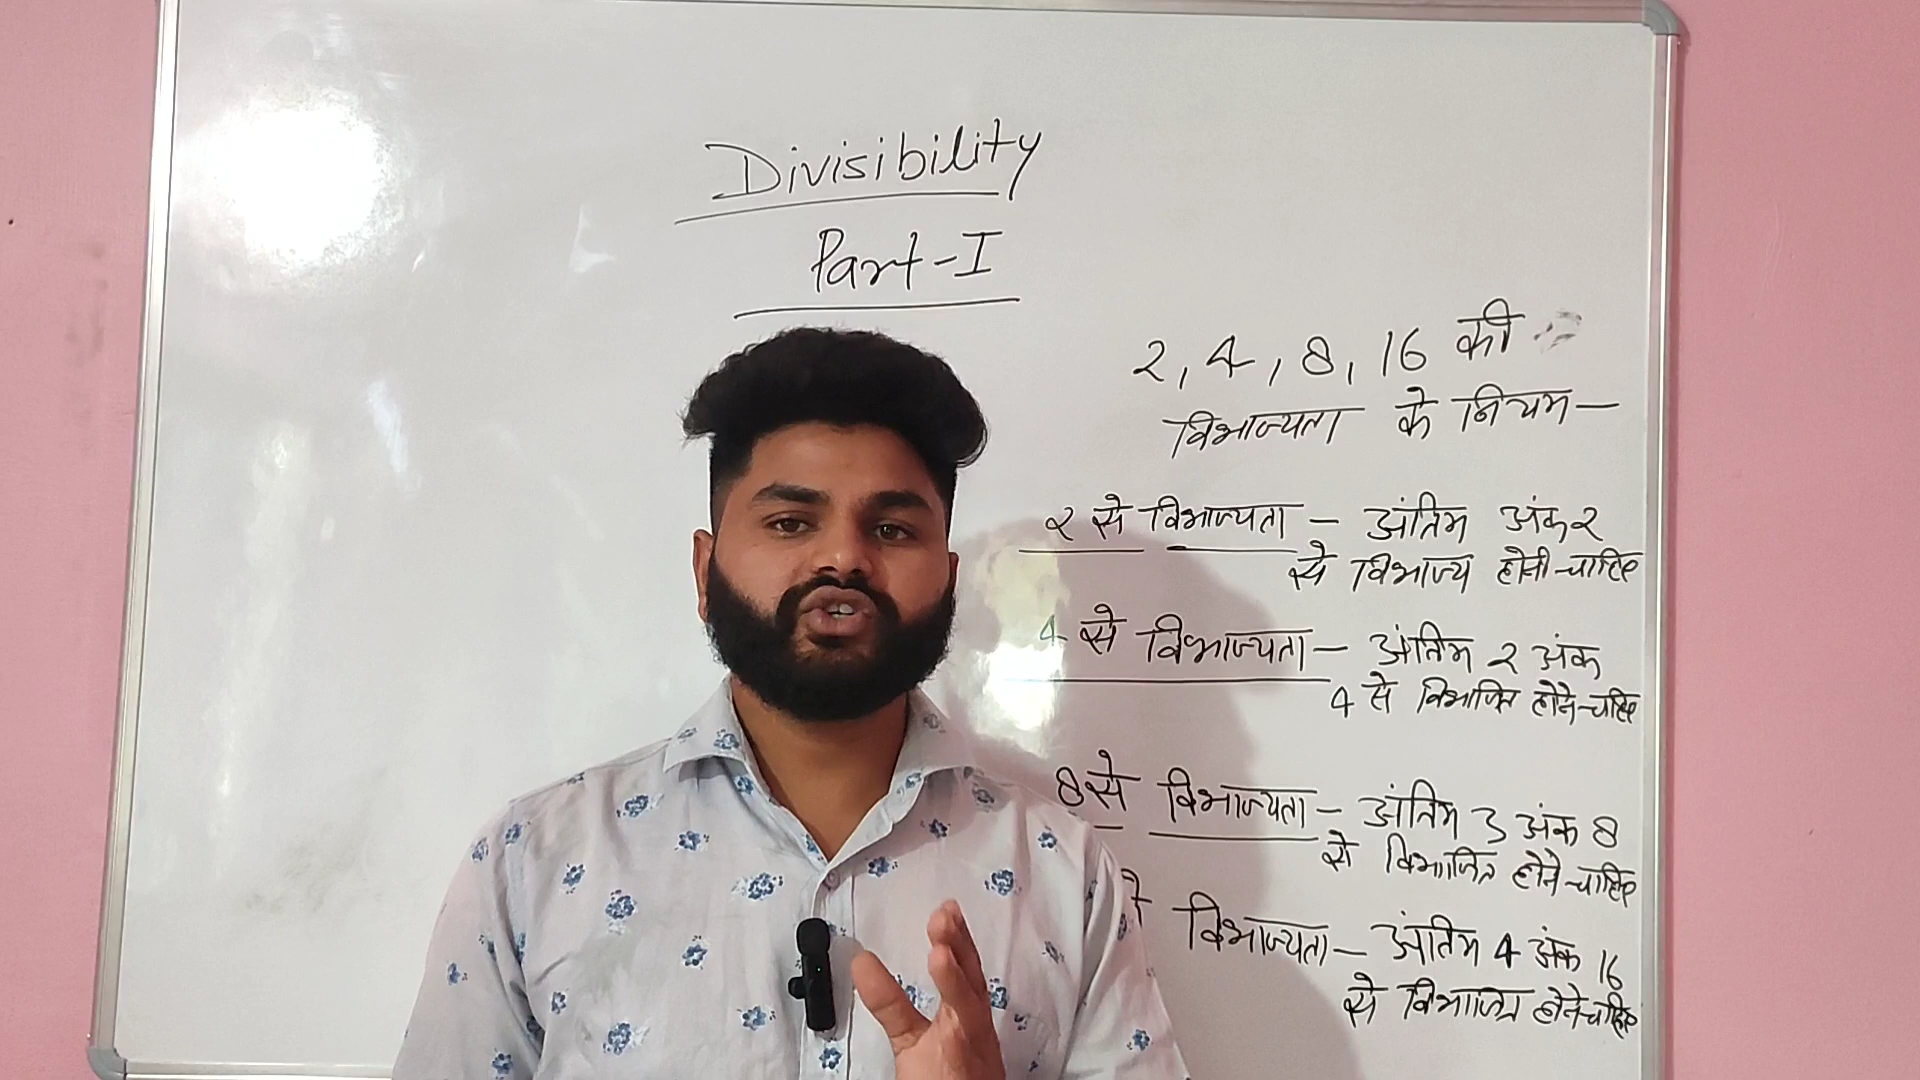 Divisibility
Part-I
2, 4, 8, 16 की
विभाज्यता के नियम-
2 से विभाज्यता - अंतिम अंक 2
से विभाज्य होनी चाहिए
4 से विभाज्यता - अंतिम 2 अंक
4 से विभाजित होने चाहिए
8 से विभाज्यता - अंतिम 3 अंक 8
से विभाजित होने चाहिए
विभाज्यता - अंतिम 4 अंक 16
से विभाजित होने चाहिए